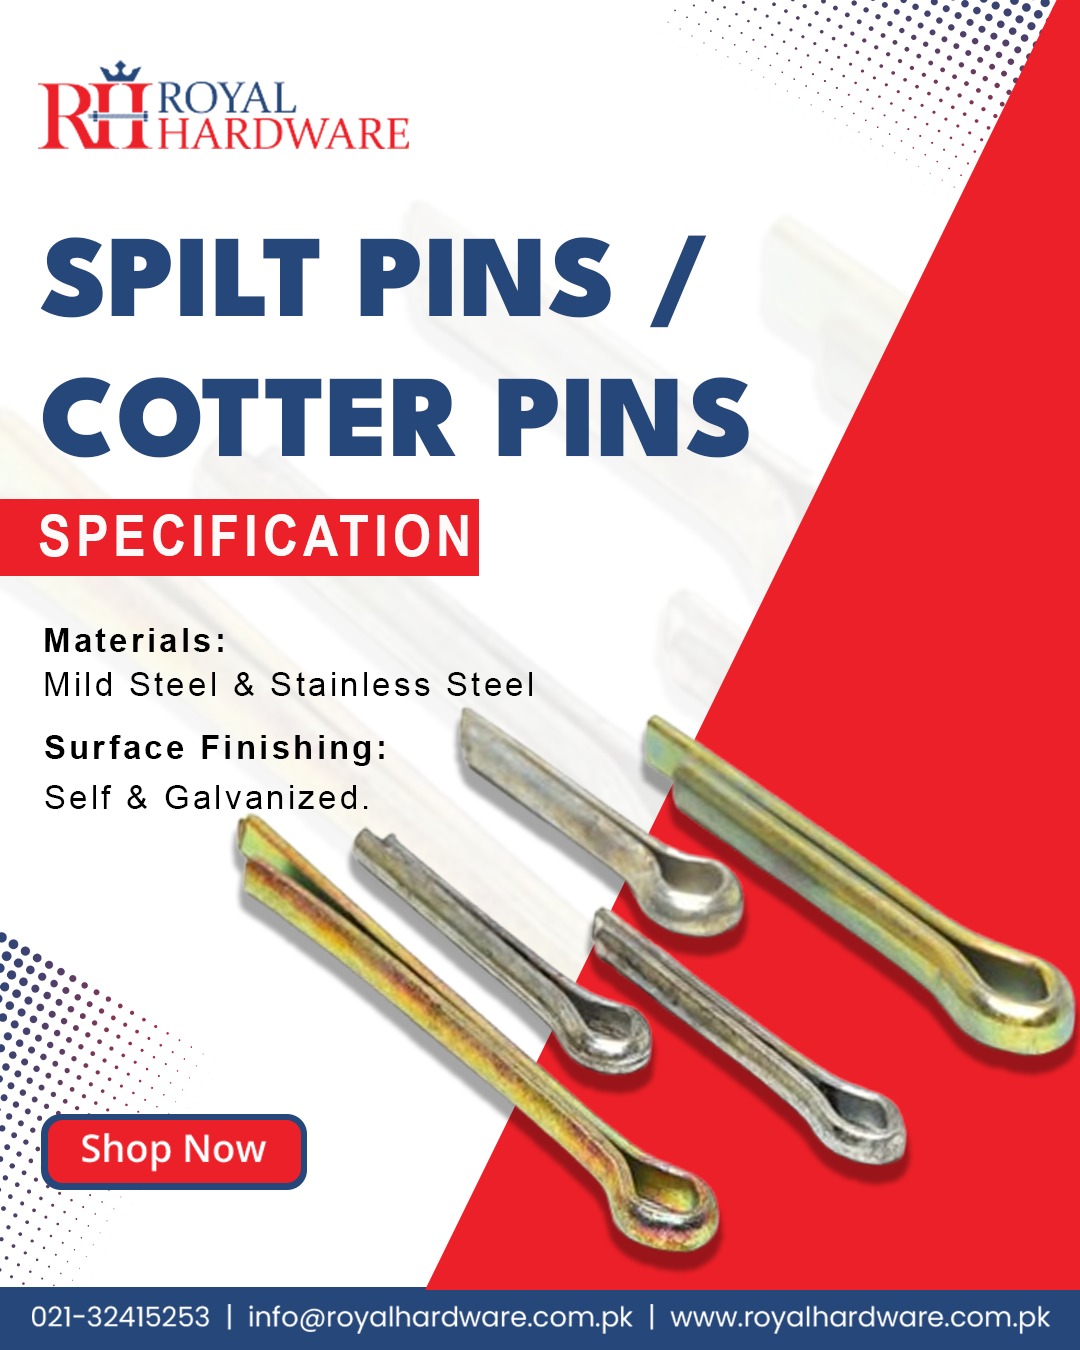 RH ROYAL
HARDWARE
SPILT PINS /
COTTER PINS
SPECIFICATION
Materials:
Mild Steel & Stainless Steel
Surface Finishing:
Self & Galvanized.
Shop Now
021-32415253 | info@royalhardware.com.pk | www.royalhardware.com.pk